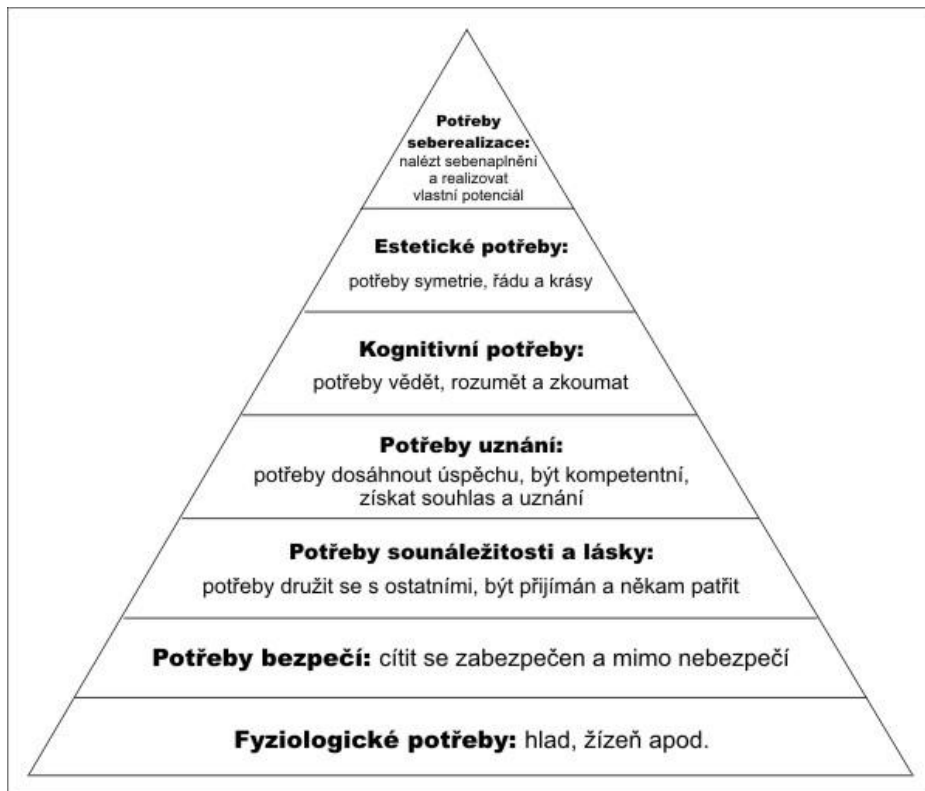 Potřeby
seberealizace:
nalézt sebenaplnění
a realizovat
vlastní potenciál
Estetické potřeby:
potřeby symetrie, řádu a krásy
Kognitivní potřeby:
potřeby vědět, rozumět a zkoumat
Potřeby uznání:
potřeby dosáhnout úspěchu, být kompetentní,
získat souhlas a uznání
Potřeby sounáležitosti a lásky:
potřeby družit se s ostatními, být přijímán a někam patřit
Potřeby bezpečí: cítit se zabezpečen a mimo nebezpečí
Fyziologické potřeby: hlad, žízeň apod.